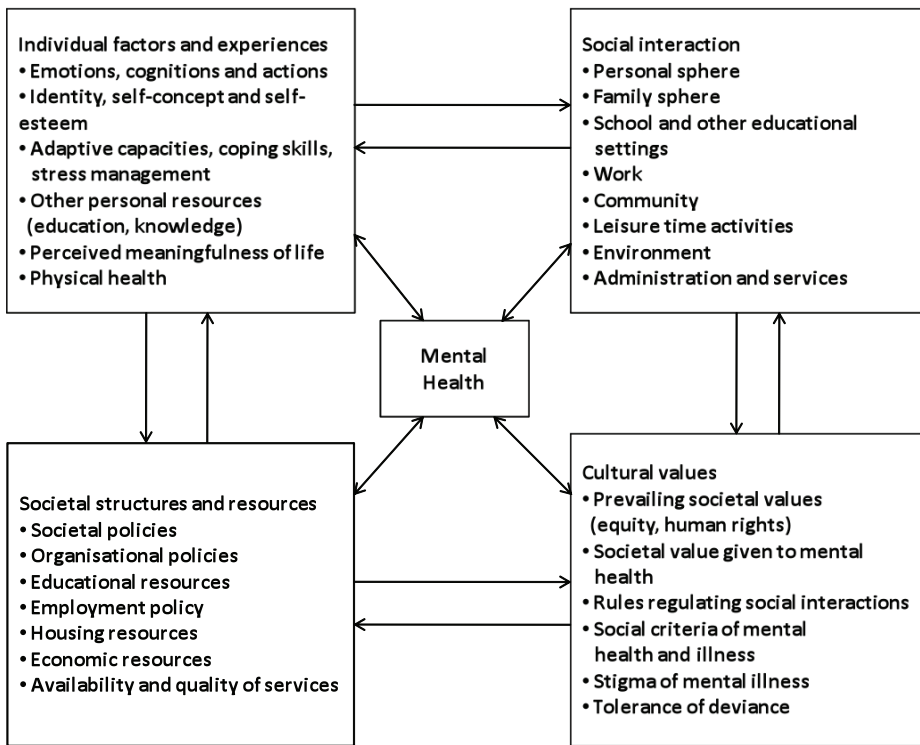 Individual factors and experiences
• Emotions, cognitions and actions
• Identity, self-concept and self-
esteem
• Adaptive capacities, coping skills,
stress management
• Other personal resources
(education, knowledge)
• Perceived meaningfulness of life
• Physical health
Social interaction
• Personal sphere
• Family sphere
• School and other educational
settings
• Work
• Community
• Leisure time activities
• Environment
• Administration and services
Mental
Health
Societal structures and resources
• Societal policies
• Organisational policies
• Educational resources
• Employment policy
• Housing resources
• Economic resources
• Availability and quality of services
Cultural values
• Prevailing societal values
(equity, human rights)
• Societal value given to mental
health
• Rules regulating social interactions
• Social criteria of mental
health and illness
• Stigma of mental illness
• Tolerance of deviance